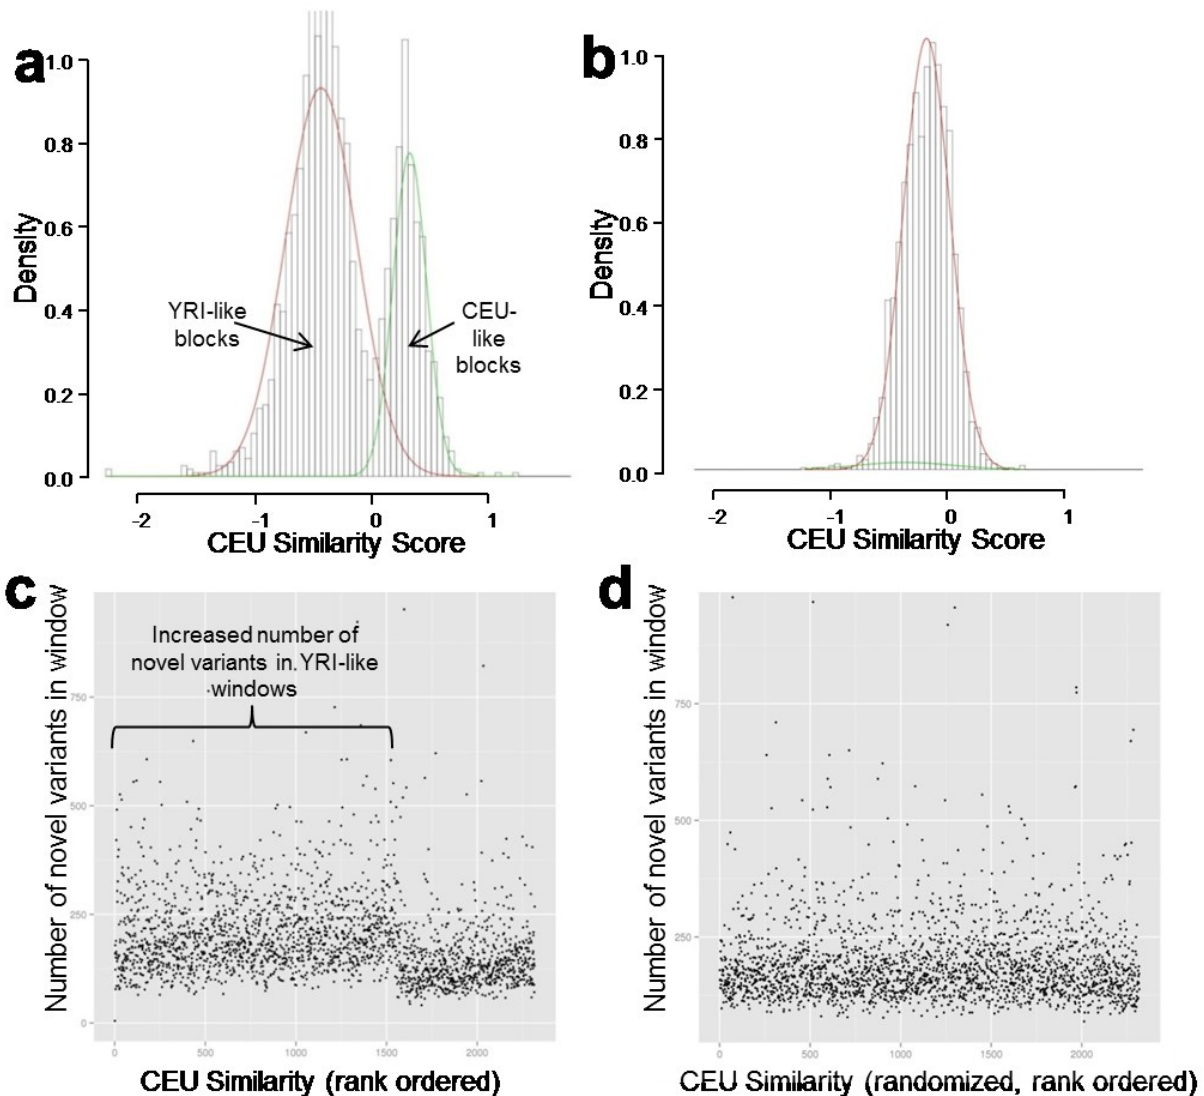 a
1.0
0.8
0.6
0.4
0.2
0.0
Density
YRI-like
blocks
CEU-
like
blocks
-2
-1
0
1
CEU Similarity Score
b
1.0
0.8
0.6
0.4
0.2
0.0
Density
-2
-1
0
1
CEU Similarity Score
c
Number of novel variants in window
Increased number of
novel variants in YRI-like
windows
750
500
250
0
0
500
1000
1500
2000
CEU Similarity (rank ordered)
d
Number of novel variants in window
750
500
250
0
500
1000
1500
2000
CEU Similarity (randomized, rank ordered)